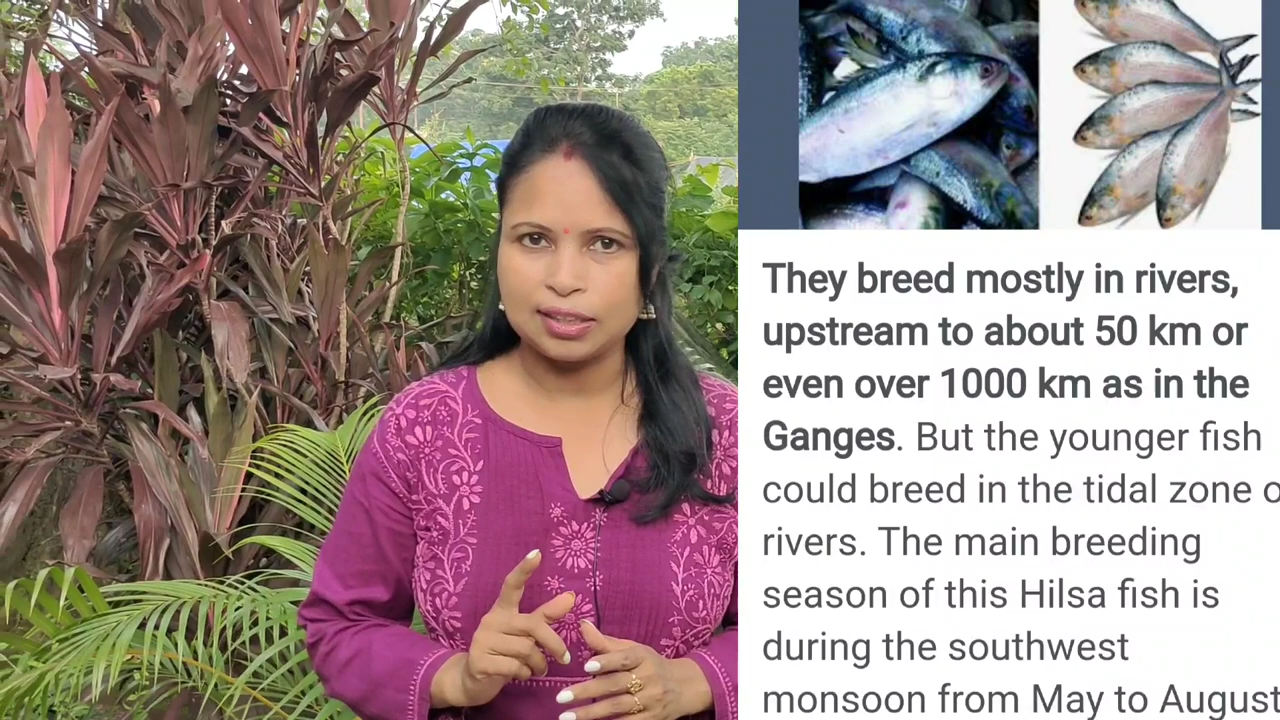 They breed mostly in rivers,
upstream to about 50 km or
even over 1000 km as in the
Ganges. But the younger fish
could breed in the tidal zone o
rivers. The main breeding
season of this Hilsa fish is
during the southwest
monsoon from May to August